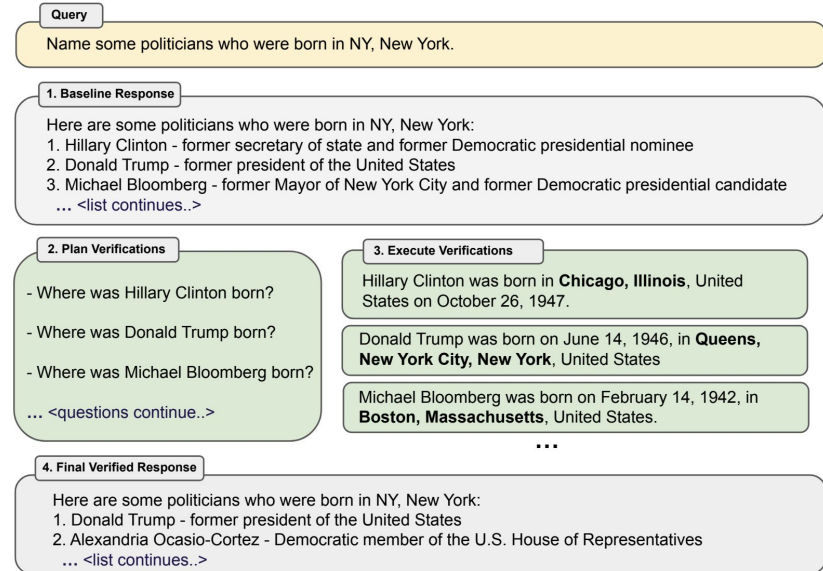 Query
Name some politicians who were born in NY, New York.
1. Baseline Response
Here are some politicians who were born in NY, New York:
1. Hillary Clinton - former secretary of state and former Democratic presidential nominee
2. Donald Trump - former president of the United States
3. Michael Bloomberg - former Mayor of New York City and former Democratic presidential candidate
... <list continues..>
2. Plan Verifications
- Where was Hillary Clinton born?
- Where was Donald Trump born?
- Where was Michael Bloomberg born?
... <questions continue..>
3. Execute Verifications
Hillary Clinton was born in Chicago, Illinois, United
States on October 26, 1947.
Donald Trump was born on June 14, 1946, in Queens,
New York City, New York, United States
Michael Bloomberg was born on February 14, 1942, in
Boston, Massachusetts, United States.
...
4. Final Verified Response
Here are some politicians who were born in NY, New York:
1. Donald Trump - former president of the United States
2. Alexandria Ocasio-Cortez - Democratic member of the U.S. House of Representatives
... <list continues..>